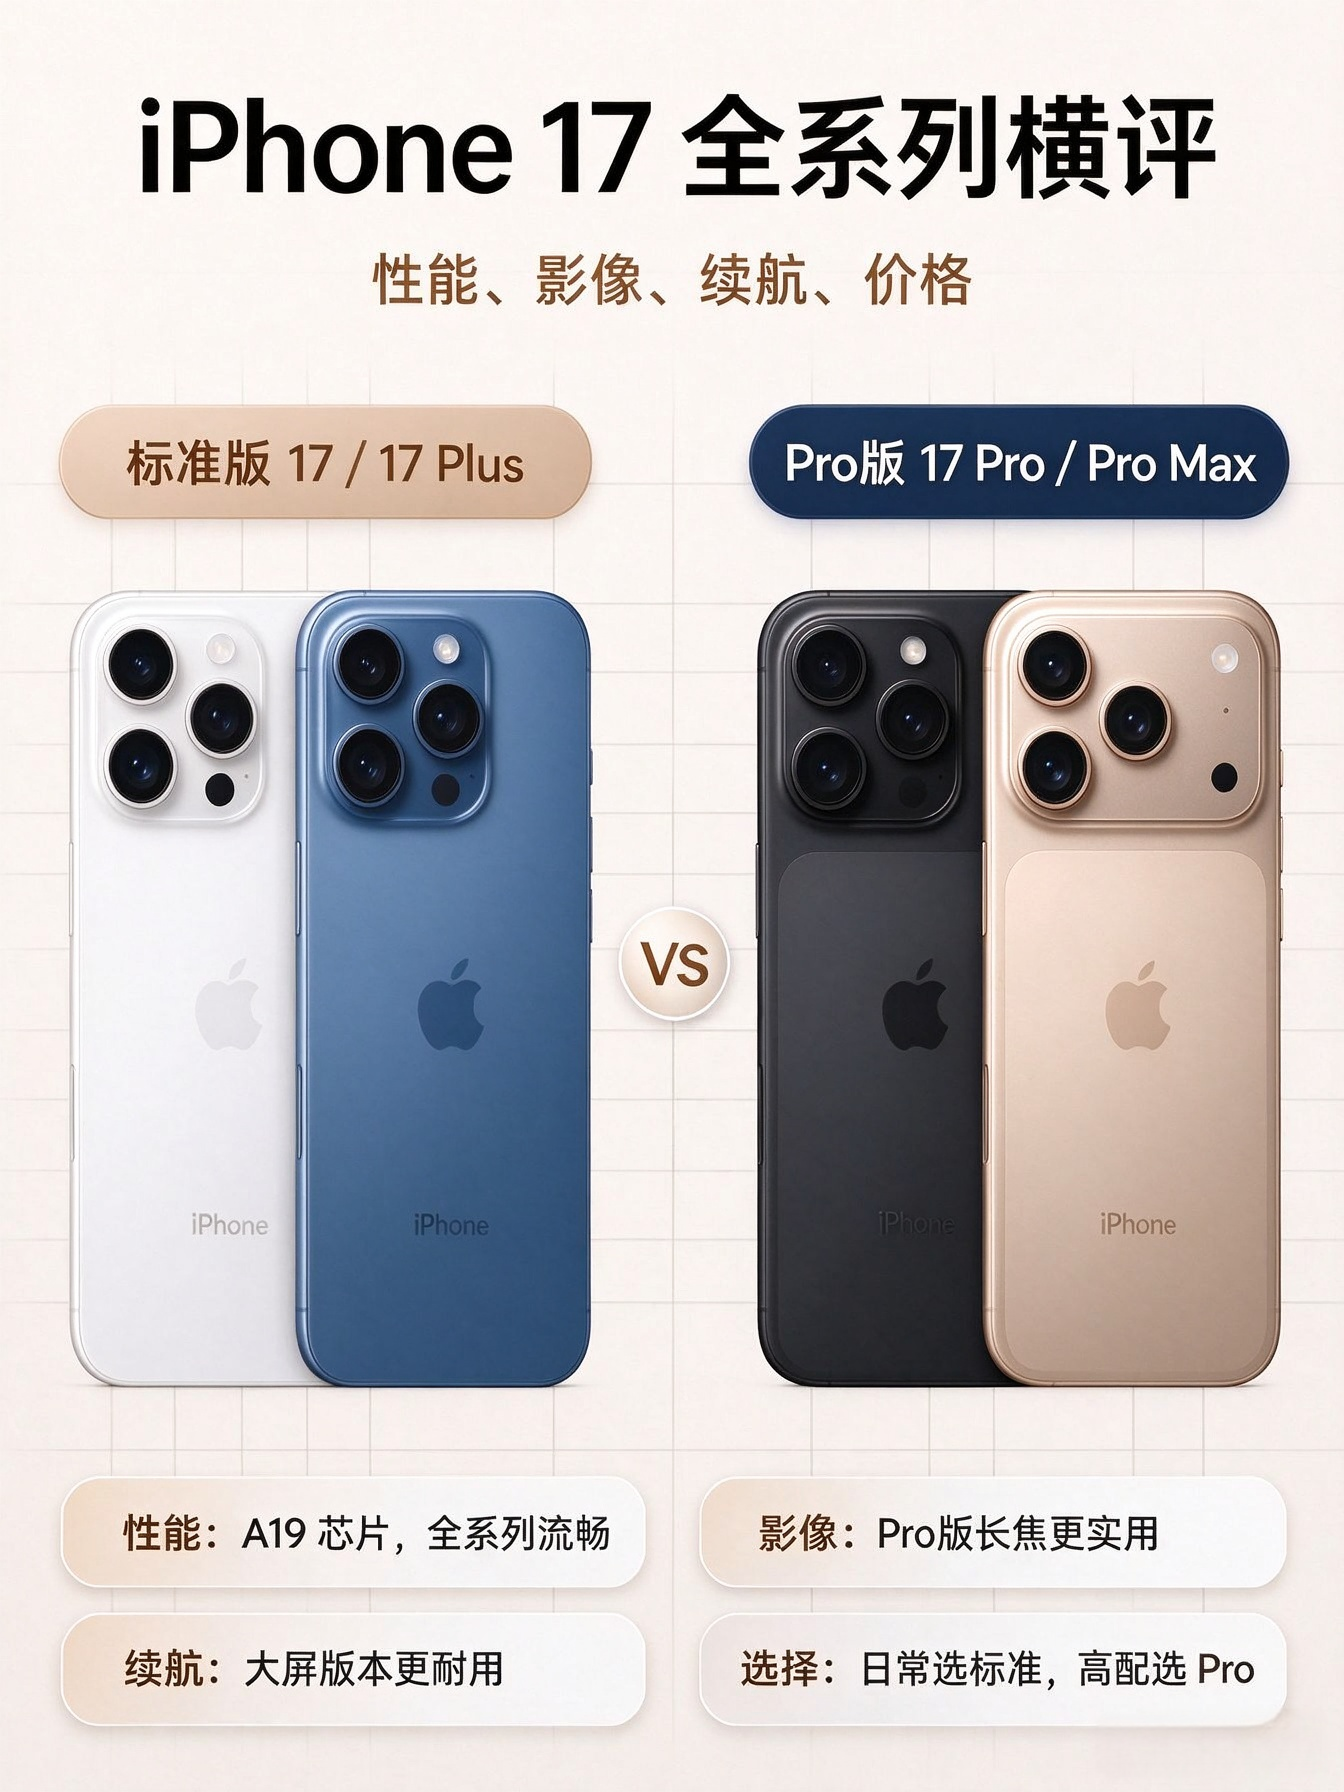 iPhone 17 全系列横评
性能、影像、续航、价格
标准版 17 / 17 Plus
Pro版 17 Pro / Pro Max
VS
iPhone
iPhone
iPhone
iPhone
性能：A19 芯片，全系列流畅
影像：Pro版长焦更实用
续航：大屏版本更耐用
选择：日常选标准，高配选 Pro